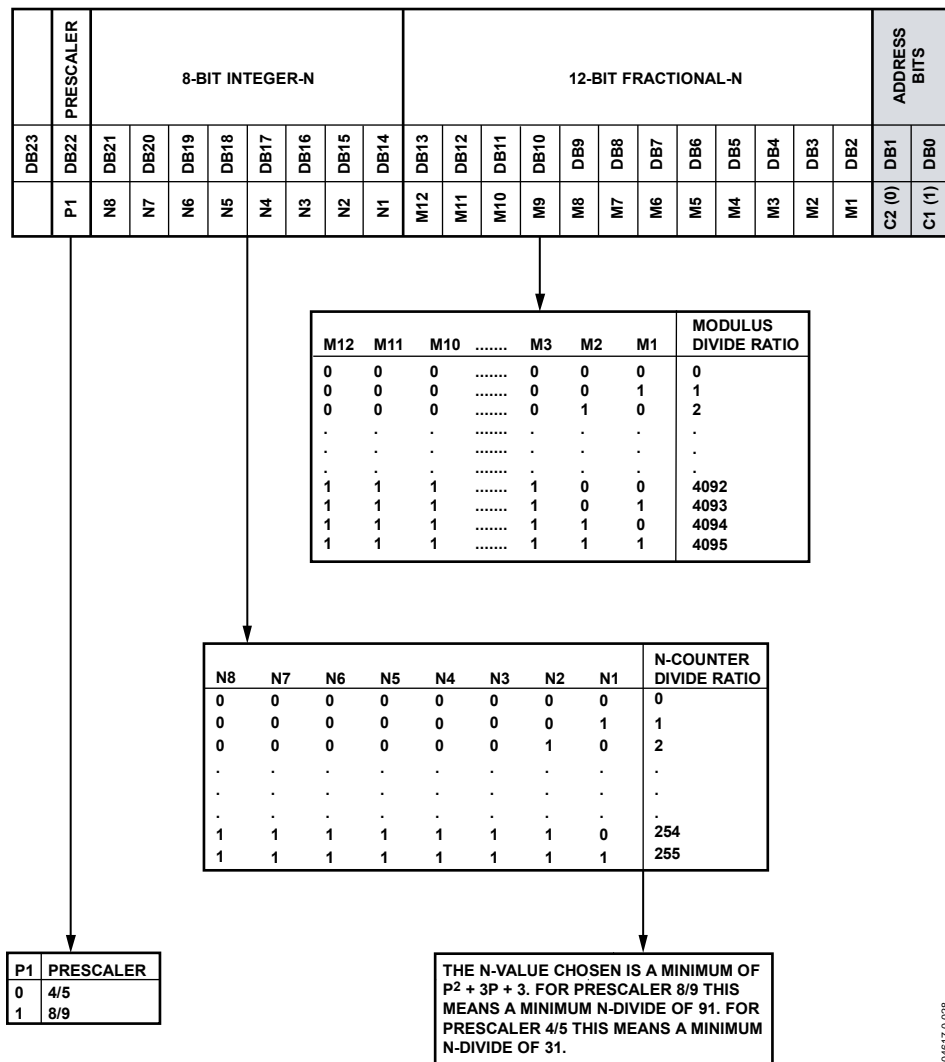 PRESCALER
8-BIT INTEGER-N
12-BIT FRACTIONAL-N
ADDRESS
BITS
DB23 DB22 DB21 DB20 DB19 DB18 DB17 DB16 DB15 DB14 DB13 DB12 DB11 DB10 DB9 DB8 DB7 DB6 DB5 DB4 DB3 DB2 DB1 DB0
P1 N8 N7 N6 N5 N4 N3 N2 N1 M12 M11 M10 M9 M8 M7 M6 M5 M4 M3 M2 M1 C2 (0) C1 (1)
MODULUS
M12 M11 M10 ....... M3 M2 M1 DIVIDE RATIO
0 0 0 ....... 0 0 0 0
0 0 0 ....... 0 0 1 1
0 0 0 ....... 0 1 0 2
. . . ....... . . . .
. . . ....... . . . .
. . . ....... . . . .
1 1 1 ....... 1 0 0 4092
1 1 1 ....... 1 0 1 4093
1 1 1 ....... 1 1 0 4094
1 1 1 ....... 1 1 1 4095
N-COUNTER
N8 N7 N6 N5 N4 N3 N2 N1 DIVIDE RATIO
0 0 0 0 0 0 0 0 0
0 0 0 0 0 0 0 1 1
0 0 0 0 0 0 1 0 2
. . . . . . . . .
. . . . . . . . .
. . . . . . . . .
1 1 1 1 1 1 1 0 254
1 1 1 1 1 1 1 1 255
P1 PRESCALER
0 4/5
1 8/9
THE N-VALUE CHOSEN IS A MINIMUM OF
P2 + 3P + 3. FOR PRESCALER 8/9 THIS
MEANS A MINIMUM N-DIVIDE OF 91. FOR
PRESCALER 4/5 THIS MEANS A MINIMUM
N-DIVIDE OF 31.
04617-0-028